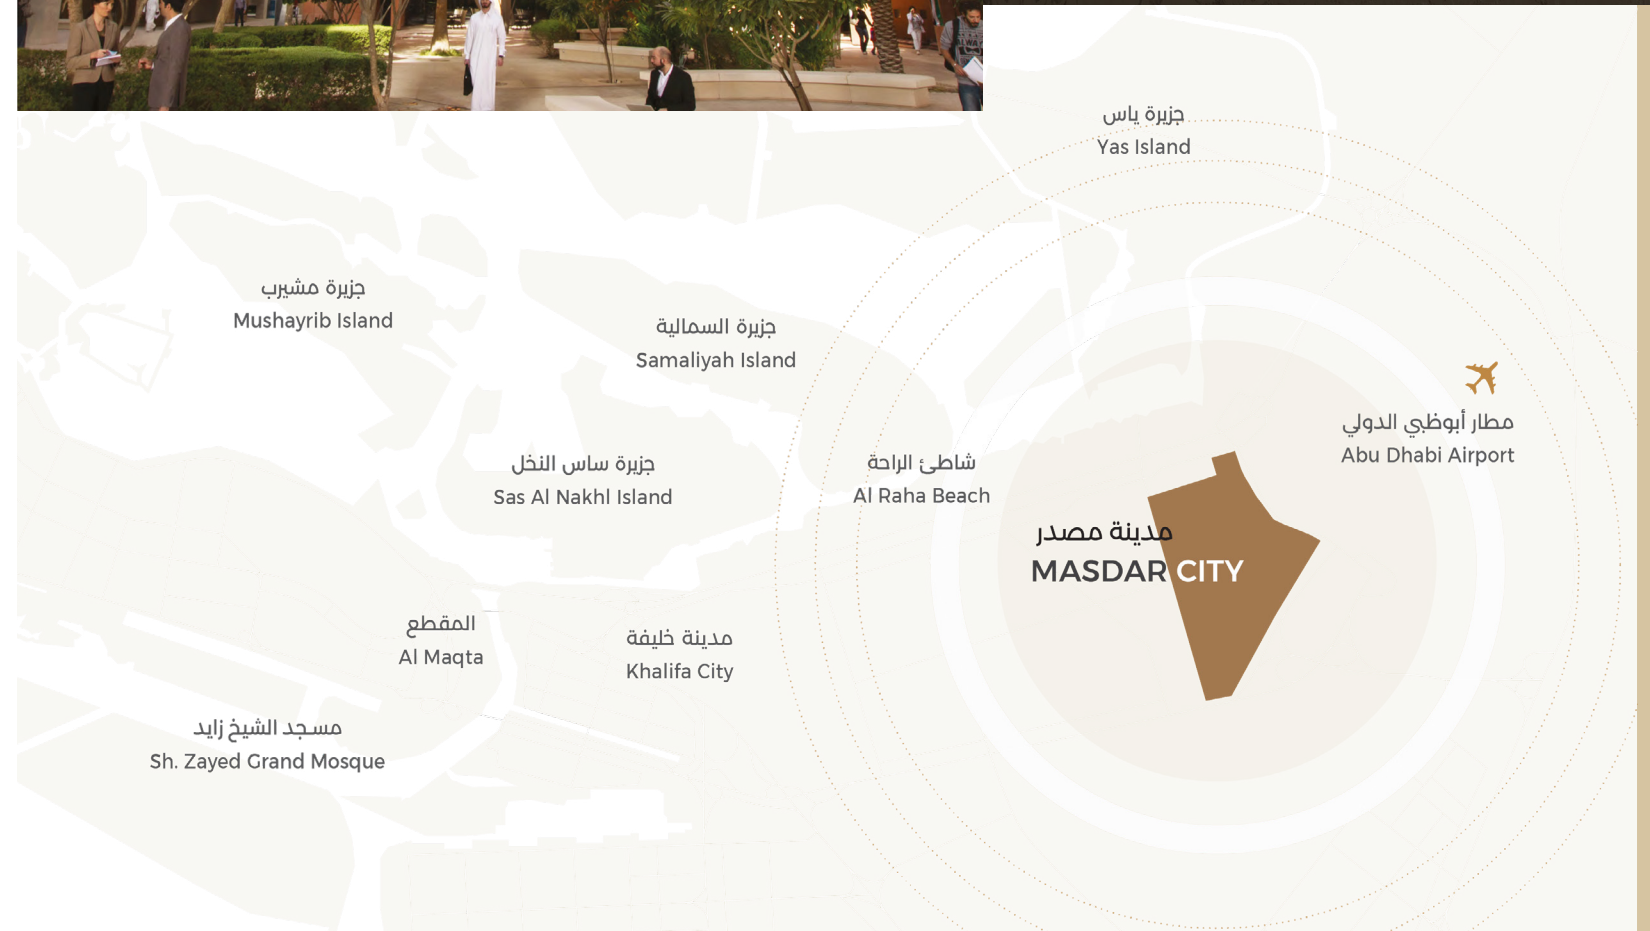 جزيرة ياس
Yas Island
جزيرة مشيرب
Mushayrib Island
جزيرة السمالية
Samaliyah Island
مطار أبوظبي الدولي
Abu Dhabi Airport
جزيرة ساس النخل
Sas Al Nakhl Island
شاطئ الراحة
Al Raha Beach
مدينة مصدر
MASDAR CITY
المقطع
Al Maqta
مدينة خليفة
Khalifa City
مسجد الشيخ زايد
Sh. Zayed Grand Mosque